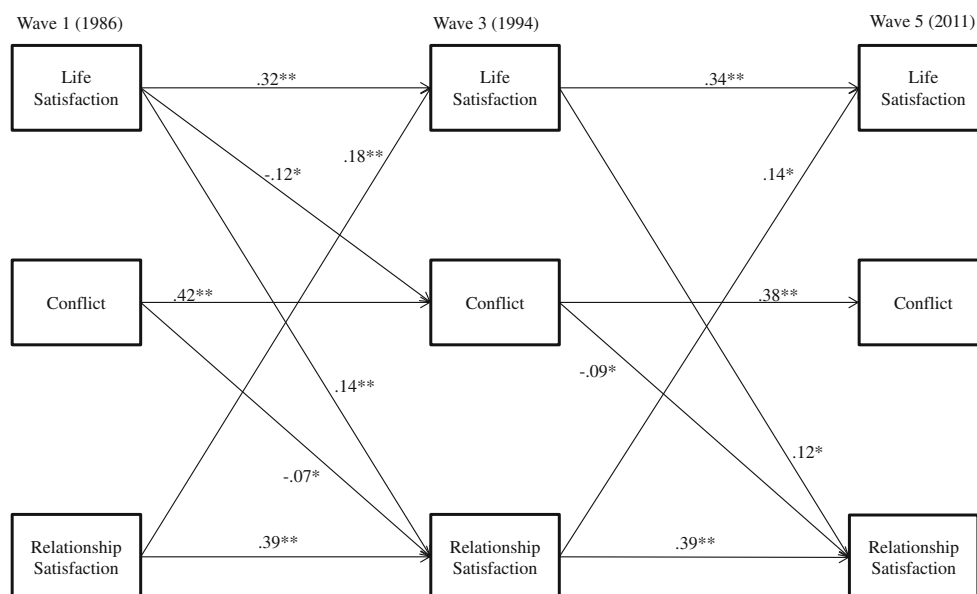 Wave 1 (1986)
Wave 3 (1994)
Wave 5 (2011)
Life
Satisfaction
.32**
Life
Satisfaction
.34**
Life
Satisfaction
.18**
-.12*
.14*
Conflict
.42**
Conflict
.38**
Conflict
-.09*
.14**
-.07*
.12*
Relationship
Satisfaction
.39**
Relationship
Satisfaction
.39**
Relationship
Satisfaction